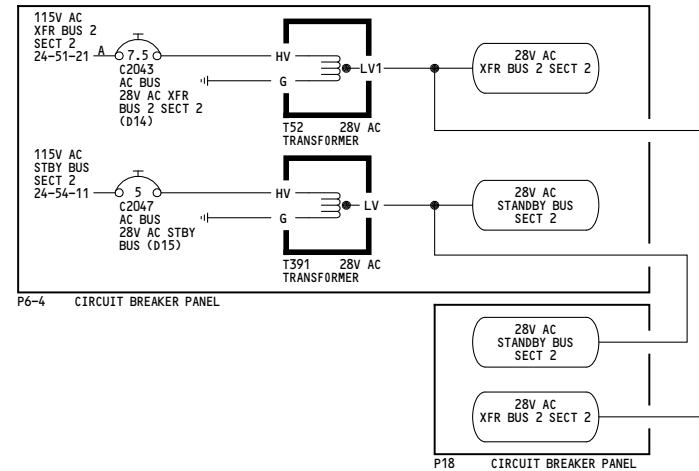 115V AC
XFR BUS 2
SECT 2
24-51-21
A
7.5
C2043
AC BUS
28V AC XFR
BUS 2 SECT 2
(D14)
HV
G
LV1
T52 28V AC
TRANSFORMER
28V AC
XFR BUS 2 SECT 2
115V AC
STBY BUS
SECT 2
24-54-11
5
C2047
AC BUS
28V AC STBY
BUS (D15)
HV
G
LV
T391 28V AC
TRANSFORMER
28V AC
STANDBY BUS
SECT 2
P6-4 CIRCUIT BREAKER PANEL
28V AC
STANDBY BUS
SECT 2
28V AC
XFR BUS 2 SECT 2
P18 CIRCUIT BREAKER PANEL